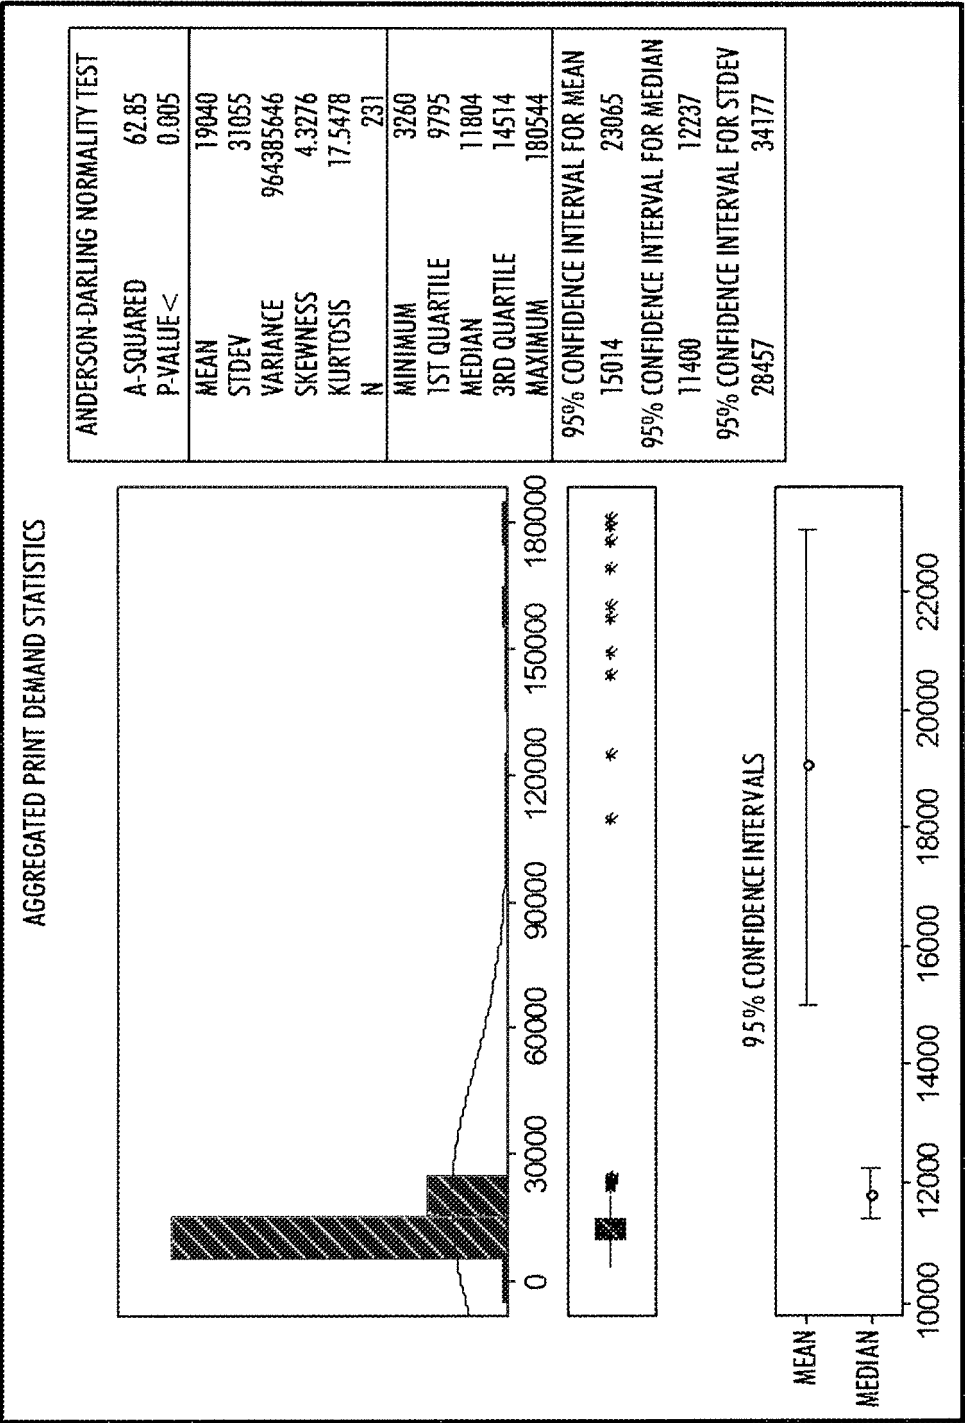 AGGREGATED PRINT DEMAND STATISTICS
0 30000 60000 90000 120000 150000 180000
95% CONFIDENCE INTERVALS
MEAN
MEDIAN
10000 12000 14000 16000 18000 20000 22000
ANDERSON-DARLING NORMALITY TEST
A-SQUARED 62.85
P-VALUE< 0.005
MEAN 19040
STDEV 31055
VARIANCE 964385646
SKEWNESS 4.3276
KURTOSIS 17.5478
N 231
MINIMUM 3260
1ST QUARTILE 9795
MEDIAN 11804
3RD QUARTILE 14514
MAXIMUM 180544
95% CONFIDENCE INTERVAL FOR MEAN
15014 23065
95% CONFIDENCE INTERVAL FOR MEDIAN
11400 12237
95% CONFIDENCE INTERVAL FOR STDEV
28457 34177